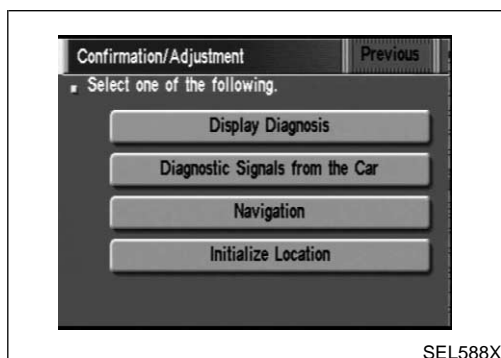 Confirmation/Adjustment Previous
Select one of the following.
Display Diagnosis
Diagnostic Signals from the Car
Navigation
Initialize Location
SEL588X